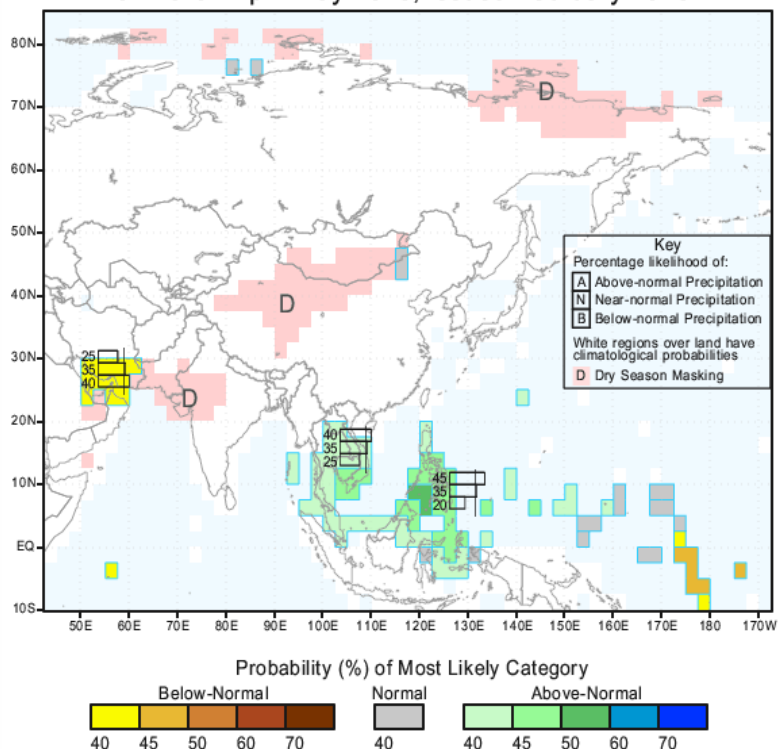 80N
70N
60N
50N
40N
30N
20N
10N
EQ
10S
50E 60E 70E 80E 90E 100E 110E 120E 130E 140E 150E 160E 170E 180 170W
D
D
D
25
35
40
40
35
25
45
35
20
Key
Percentage likelihood of:
A Above-normal Precipitation
N Near-normal Precipitation
B Below-normal Precipitation
White regions over land have
climatological probabilities
D Dry Season Masking
Probability (%) of Most Likely Category
Below-Normal Normal Above-Normal
40 45 50 60 70 40 40 45 50 60 70